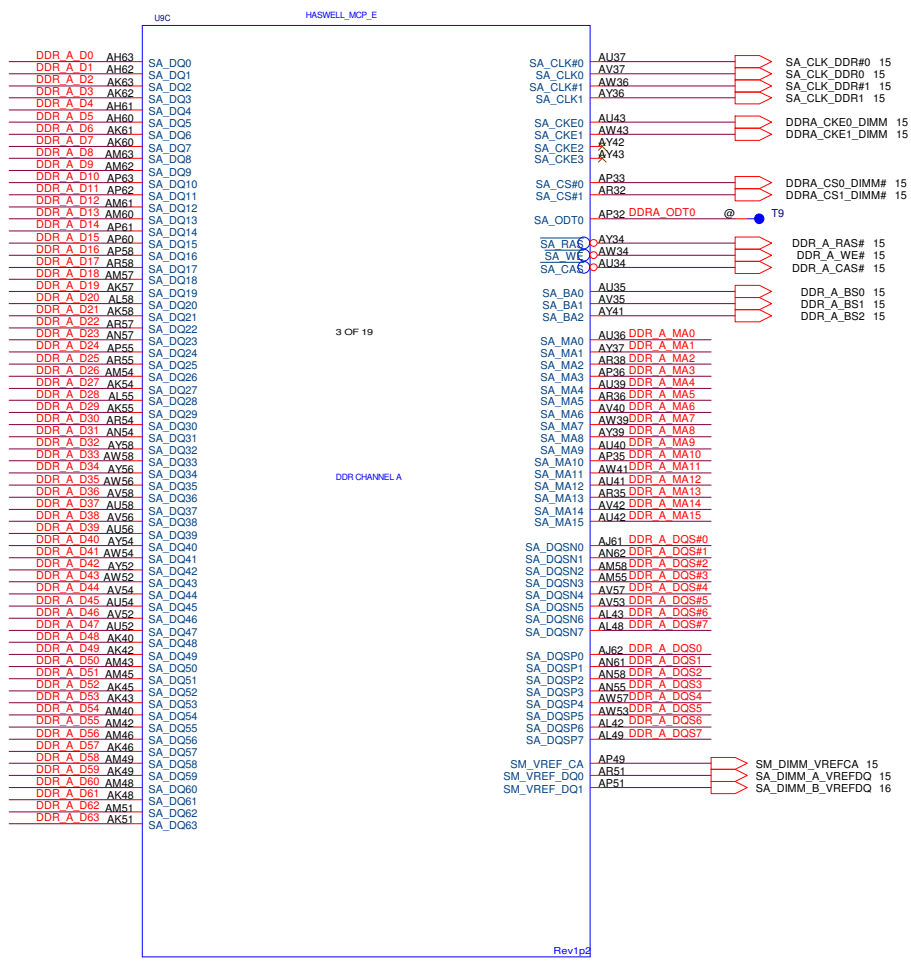 U9C
HASWELL_MCP_E
DDR_A_D0 AH63 SA_DQ0
DDR_A_D1 AH62 SA_DQ1
DDR_A_D2 AK63 SA_DQ2
DDR_A_D3 AK62 SA_DQ3
DDR_A_D4 AH61 SA_DQ4
DDR_A_D5 AH60 SA_DQ5
DDR_A_D6 AK61 SA_DQ6
DDR_A_D7 AK60 SA_DQ7
DDR_A_D8 AM63 SA_DQ8
DDR_A_D9 AM62 SA_DQ9
DDR_A_D10 AP63 SA_DQ10
DDR_A_D11 AP62 SA_DQ11
DDR_A_D12 AM61 SA_DQ12
DDR_A_D13 AM60 SA_DQ13
DDR_A_D14 AP61 SA_DQ14
DDR_A_D15 AP60 SA_DQ15
DDR_A_D16 AP58 SA_DQ16
DDR_A_D17 AR58 SA_DQ17
DDR_A_D18 AM57 SA_DQ18
DDR_A_D19 AK57 SA_DQ19
DDR_A_D20 AL58 SA_DQ20
DDR_A_D21 AK58 SA_DQ21
DDR_A_D22 AR57 SA_DQ22
DDR_A_D23 AN57 SA_DQ23
DDR_A_D24 AP55 SA_DQ24
DDR_A_D25 AR55 SA_DQ25
DDR_A_D26 AM54 SA_DQ26
DDR_A_D27 AK54 SA_DQ27
DDR_A_D28 AL55 SA_DQ28
DDR_A_D29 AK55 SA_DQ29
DDR_A_D30 AR54 SA_DQ30
DDR_A_D31 AN54 SA_DQ31
DDR_A_D32 AY58 SA_DQ32
DDR_A_D33 AW58 SA_DQ33
DDR_A_D34 AY56 SA_DQ34
DDR_A_D35 AW56 SA_DQ35
DDR_A_D36 AV58 SA_DQ36
DDR_A_D37 AU58 SA_DQ37
DDR_A_D38 AV56 SA_DQ38
DDR_A_D39 AU56 SA_DQ39
DDR_A_D40 AY54 SA_DQ40
DDR_A_D41 AW54 SA_DQ41
DDR_A_D42 AY52 SA_DQ42
DDR_A_D43 AW52 SA_DQ43
DDR_A_D44 AV54 SA_DQ44
DDR_A_D45 AU54 SA_DQ45
DDR_A_D46 AV52 SA_DQ46
DDR_A_D47 AU52 SA_DQ47
DDR_A_D48 AK40 SA_DQ48
DDR_A_D49 AK42 SA_DQ49
DDR_A_D50 AM43 SA_DQ50
DDR_A_D51 AM45 SA_DQ51
DDR_A_D52 AK45 SA_DQ52
DDR_A_D53 AK43 SA_DQ53
DDR_A_D54 AM40 SA_DQ54
DDR_A_D55 AM42 SA_DQ55
DDR_A_D56 AM46 SA_DQ56
DDR_A_D57 AK46 SA_DQ57
DDR_A_D58 AM49 SA_DQ58
DDR_A_D59 AK49 SA_DQ59
DDR_A_D60 AM48 SA_DQ60
DDR_A_D61 AK48 SA_DQ61
DDR_A_D62 AM51 SA_DQ62
DDR_A_D63 AK51 SA_DQ63
3 OF 19
DDR CHANNEL A
SA_CLK#0 AU37 SA_CLK_DDR#0 15
SA_CLK0 AV37 SA_CLK_DDR0 15
SA_CLK#1 AW36 SA_CLK_DDR#1 15
SA_CLK1 AY36 SA_CLK_DDR1 15
SA_CKE0 AU43 DDRA_CKE0_DIMM 15
SA_CKE1 AW43 DDRA_CKE1_DIMM 15
SA_CKE2 AY42
SA_CKE3 AY43
SA_CS#0 AP33 DDRA_CS0_DIMM# 15
SA_CS#1 AR32 DDRA_CS1_DIMM# 15
SA_ODT0 AP32 DDRA_ODT0 @ T9
SA_RAS AY34 DDR_A_RAS# 15
SA_WE AW34 DDR_A_WE# 15
SA_CAS AU34 DDR_A_CAS# 15
SA_BA0 AU35 DDR_A_BS0 15
SA_BA1 AV35 DDR_A_BS1 15
SA_BA2 AY41 DDR_A_BS2 15
SA_MA0 AU36 DDR_A_MA0
SA_MA1 AY37 DDR_A_MA1
SA_MA2 AR38 DDR_A_MA2
SA_MA3 AP36 DDR_A_MA3
SA_MA4 AU39 DDR_A_MA4
SA_MA5 AR36 DDR_A_MA5
SA_MA6 AV40 DDR_A_MA6
SA_MA7 AW39 DDR_A_MA7
SA_MA8 AY39 DDR_A_MA8
SA_MA9 AU40 DDR_A_MA9
SA_MA10 AP35 DDR_A_MA10
SA_MA11 AW41 DDR_A_MA11
SA_MA12 AU41 DDR_A_MA12
SA_MA13 AR35 DDR_A_MA13
SA_MA14 AV42 DDR_A_MA14
SA_MA15 AU42 DDR_A_MA15
SA_DQSN0 AJ61 DDR_A_DQS#0
SA_DQSN1 AN62 DDR_A_DQS#1
SA_DQSN2 AM58 DDR_A_DQS#2
SA_DQSN3 AM55 DDR_A_DQS#3
SA_DQSN4 AV57 DDR_A_DQS#4
SA_DQSN5 AV53 DDR_A_DQS#5
SA_DQSN6 AL43 DDR_A_DQS#6
SA_DQSN7 AL48 DDR_A_DQS#7
SA_DQSP0 AJ62 DDR_A_DQS0
SA_DQSP1 AN61 DDR_A_DQS1
SA_DQSP2 AN58 DDR_A_DQS2
SA_DQSP3 AN55 DDR_A_DQS3
SA_DQSP4 AW57 DDR_A_DQS4
SA_DQSP5 AW53 DDR_A_DQS5
SA_DQSP6 AL42 DDR_A_DQS6
SA_DQSP7 AL49 DDR_A_DQS7
SM_VREF_CA AP49 SM_DIMM_VREFCA 15
SM_VREF_DQ0 AR51 SA_DIMM_A_VREFDQ 15
SM_VREF_DQ1 AP51 SA_DIMM_B_VREFDQ 16
Rev1p2